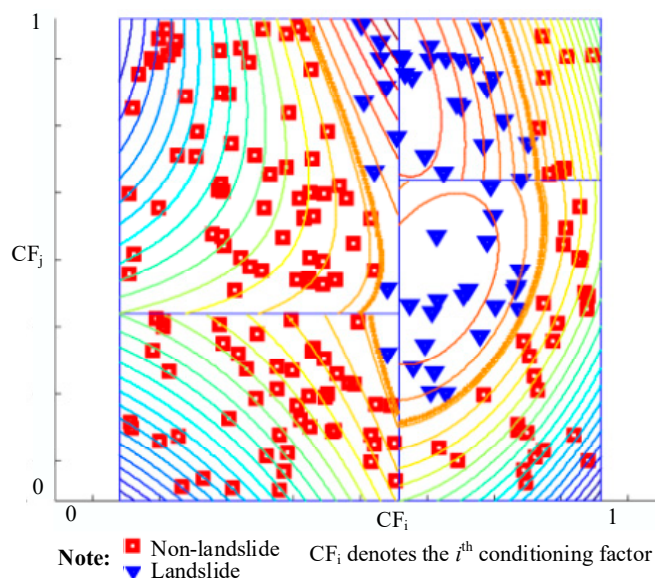 1
CFj
0
0
CFi
1
Note: Non-landslide CFi denotes the ith conditioning factor
Landslide